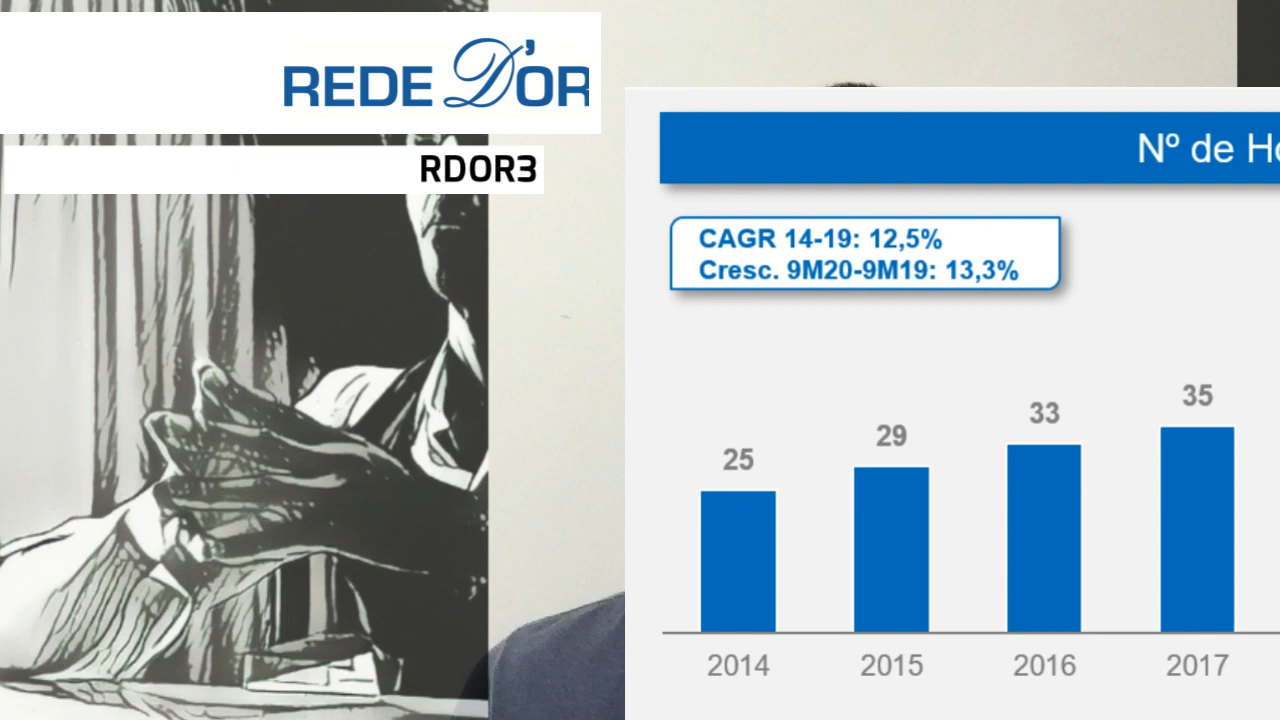 REDE D'OR
RDOR3
Nº de Ho
CAGR 14-19: 12,5%
Cresc. 9M20-9M19: 13,3%
25
29
33
35
2014
2015
2016
2017